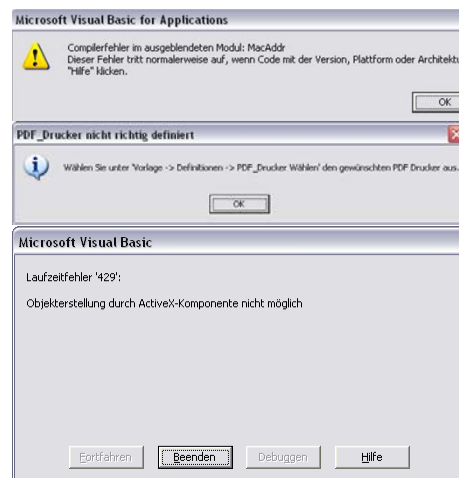 Microsoft Visual Basic for Applications
Compilerfehler im ausgeblendeten Modul: MacAddr
Dieser Fehler tritt normalerweise auf, wenn Code mit der Version, Plattform oder Architektu
"Hilfe" klicken.
OK
PDF_Drucker nicht richtig definiert
Wählen Sie unter 'Vorlage -> Definitionen -> PDF_Drucker Wählen' den gewünschten PDF Drucker aus.
OK
Microsoft Visual Basic
Laufzeitfehler '429':
Objekterstellung durch ActiveX-Komponente nicht möglich
Fortfahren Beenden Debuggen Hilfe